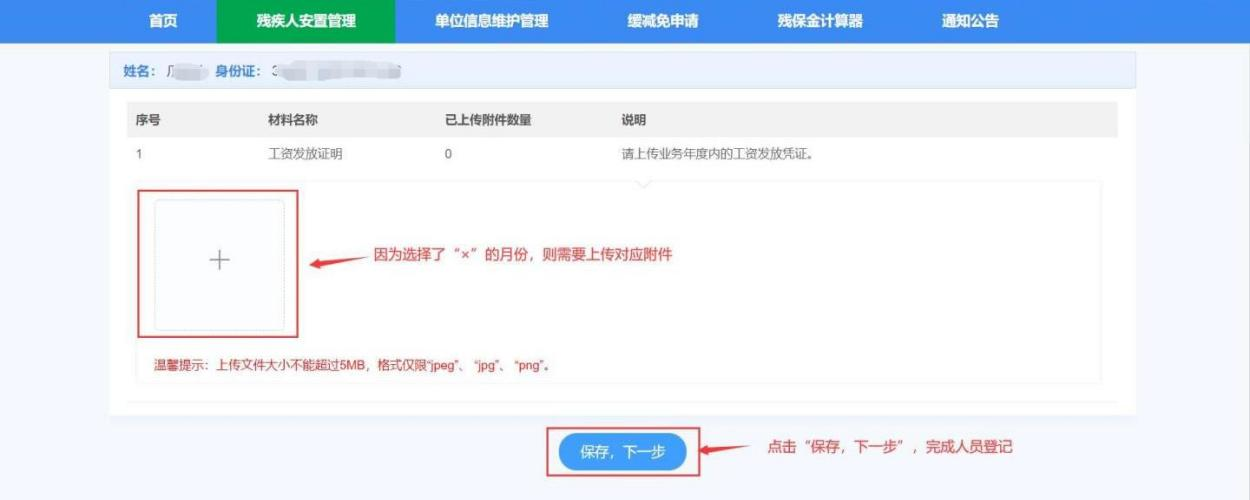 首页 残疾人安置管理 单位信息维护管理 缓减免申请 残保金计算器 通知公告
姓名： 身份证：
序号 材料名称 已上传附件数量 说明
1 工资发放证明 0 请上传业务年度内的工资发放凭证。
因为选择了“×”的月份，则需要上传对应附件
温馨提示：上传文件大小不能超过5MB，格式仅限“jpeg”、“jpg”、“png”。
保存，下一步
点击“保存，下一步”，完成人员登记